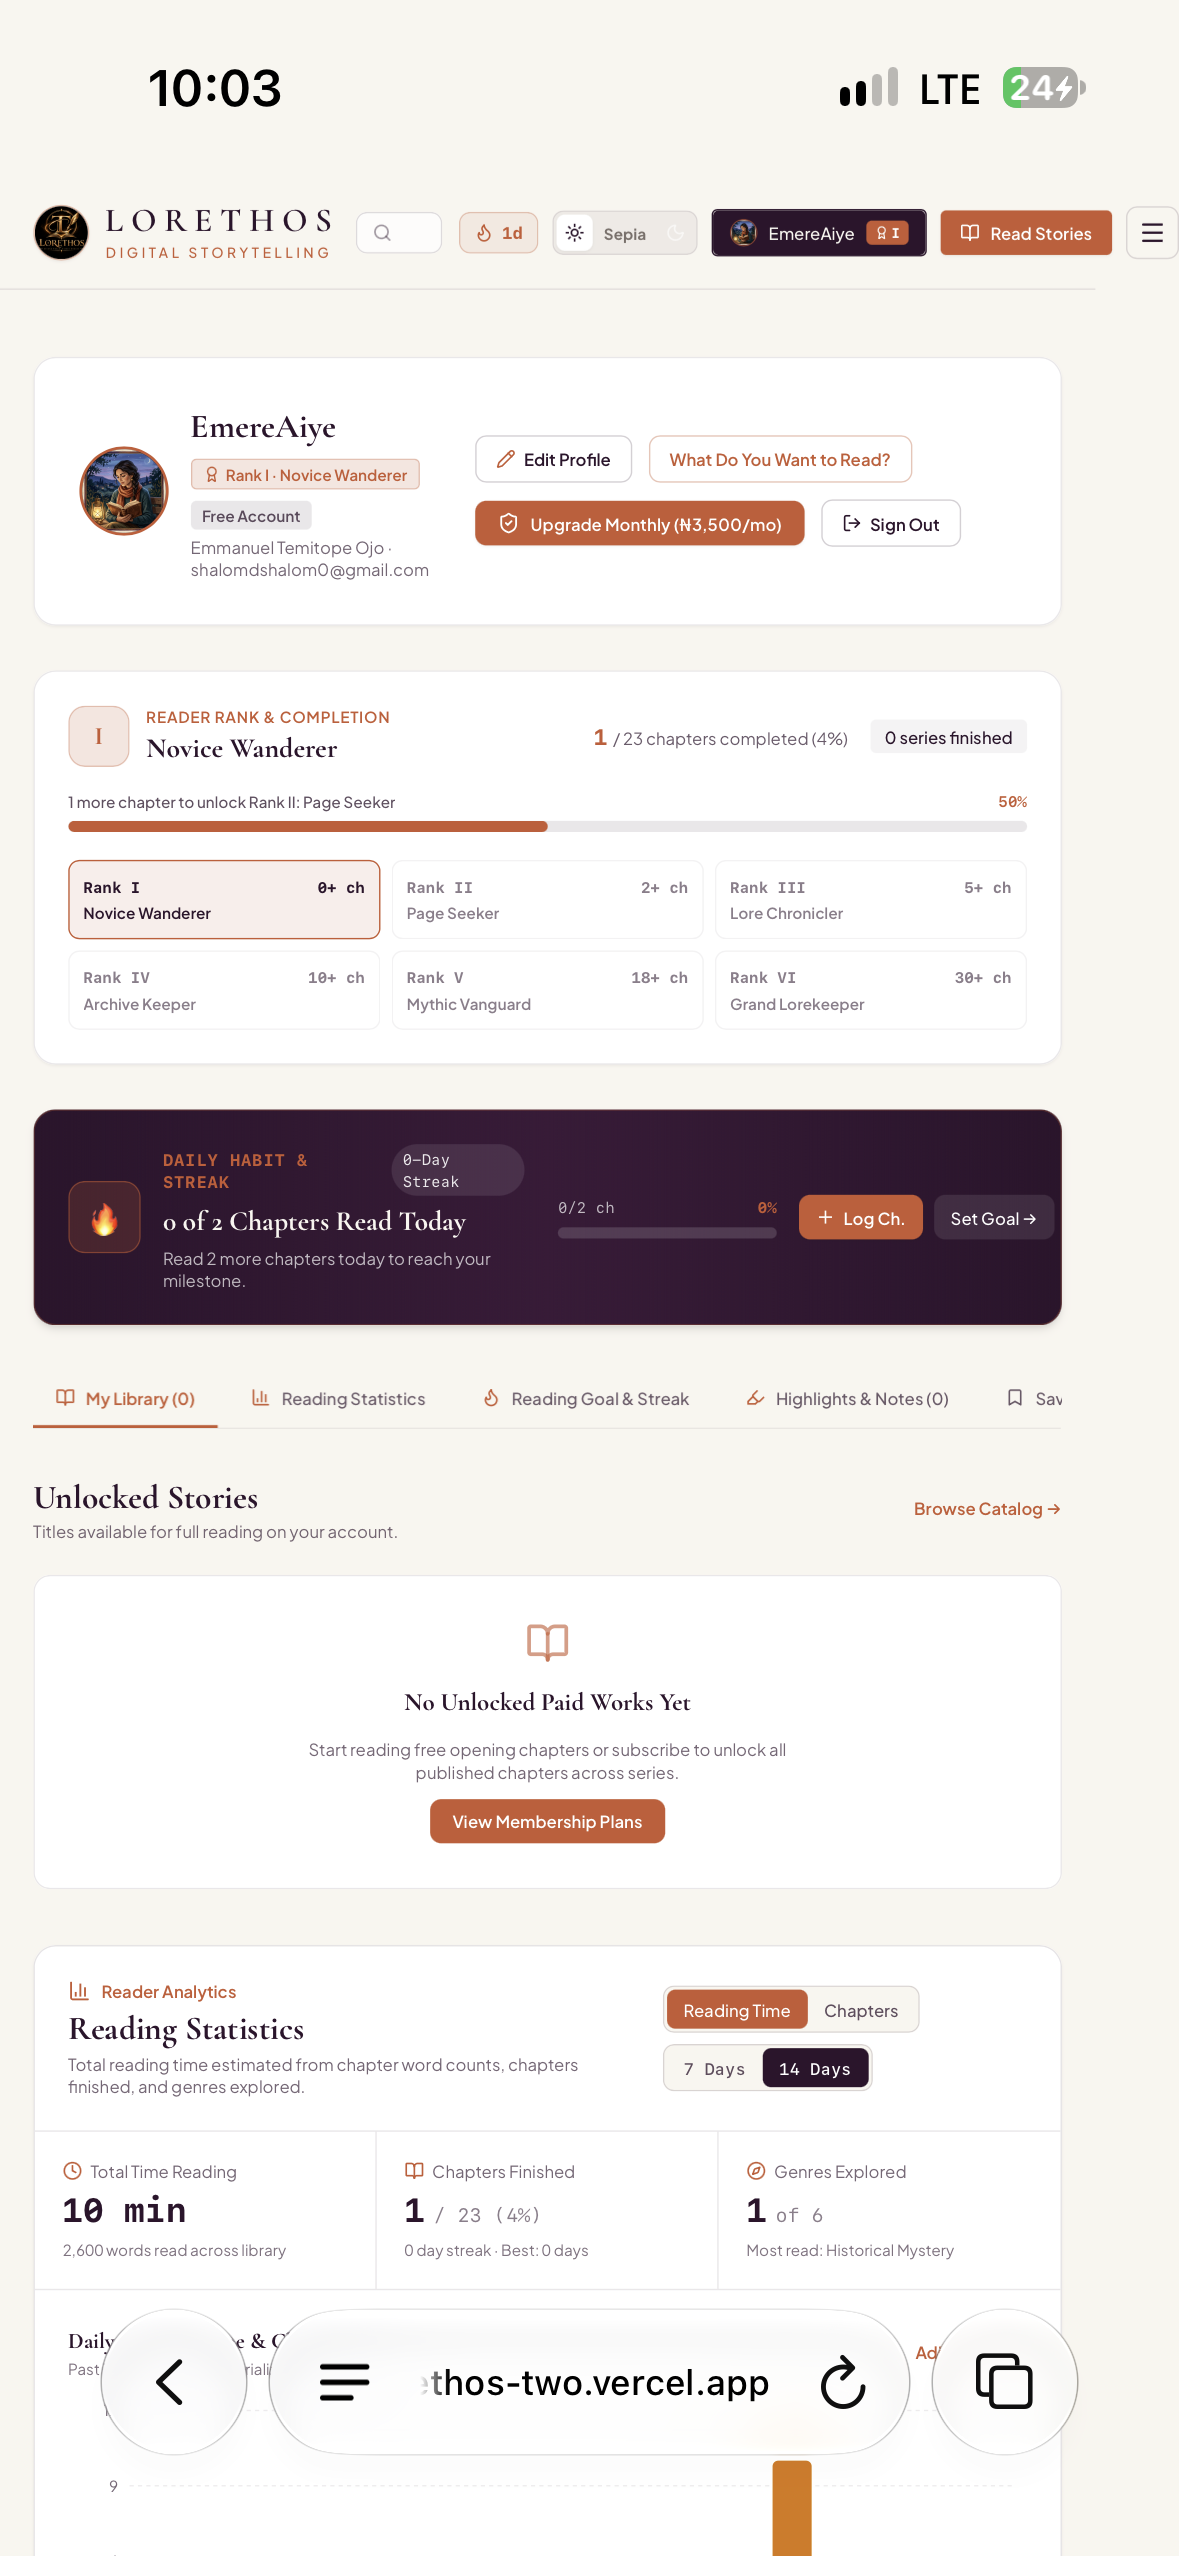 10:03
LTE
24
LORETHOS
DIGITAL STORYTELLING
LORETHOS
1d
Sepia
EmereAiye
I
Read Stories
EmereAiye
Rank I · Novice Wanderer
Free Account
Emmanuel Temitope Ojo ·
shalomdshalom0@gmail.com
Edit Profile
What Do You Want to Read?
Upgrade Monthly (₦3,500/mo)
Sign Out
I
READER RANK & COMPLETION
Novice Wanderer
1 / 23 chapters completed (4%)
0 series finished
1 more chapter to unlock Rank II: Page Seeker
50%
Rank I 0+ ch
Novice Wanderer
Rank II 2+ ch
Page Seeker
Rank III 5+ ch
Lore Chronicler
Rank IV 10+ ch
Archive Keeper
Rank V 18+ ch
Mythic Vanguard
Rank VI 30+ ch
Grand Lorekeeper
DAILY HABIT &
STREAK
0-Day
Streak
0 of 2 Chapters Read Today
Read 2 more chapters today to reach your
milestone.
0/2 ch
0%
+ Log Ch.
Set Goal →
My Library (0)
Reading Statistics
Reading Goal & Streak
Highlights & Notes (0)
Sav
Unlocked Stories
Titles available for full reading on your account.
Browse Catalog →
No Unlocked Paid Works Yet
Start reading free opening chapters or subscribe to unlock all
published chapters across series.
View Membership Plans
Reader Analytics
Reading Statistics
Total reading time estimated from chapter word counts, chapters
finished, and genres explored.
Reading Time
Chapters
7 Days
14 Days
Total Time Reading
10 min
2,600 words read across library
Chapters Finished
1 / 23 (4%)
0 day streak · Best: 0 days
Genres Explored
1 of 6
Most read: Historical Mystery
Daily
Past
ethos-two.vercel.app
9